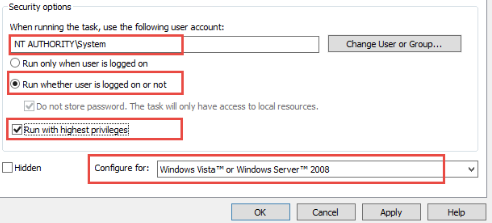 Security options
When running the task, use the following user account:
NT AUTHORITY\System
Change User or Group...
Run only when user is logged on
Run whether user is logged on or not
Do not store password. The task will only have access to local resources.
Run with highest privileges
Hidden
Configure for:
Windows Vista™ or Windows Server™ 2008
OK
Cancel
Apply
Help